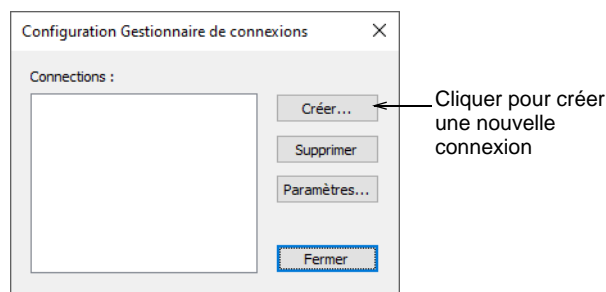 Configuration Gestionnaire de connexions
Connections :
Créer...
Cliquer pour créer
une nouvelle
connexion
Supprimer
Paramètres...
Fermer